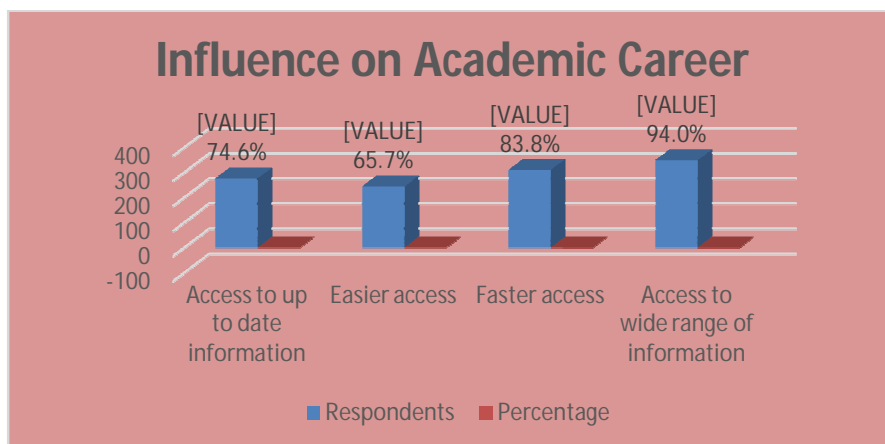 Influence on Academic Career
[VALUE] [VALUE] [VALUE] [VALUE]
74.6% 65.7% 83.8% 94.0%
400
300
200
100
0
-100
Access to up Easier access Faster access Access to
to date wide range of
information information
Respondents Percentage